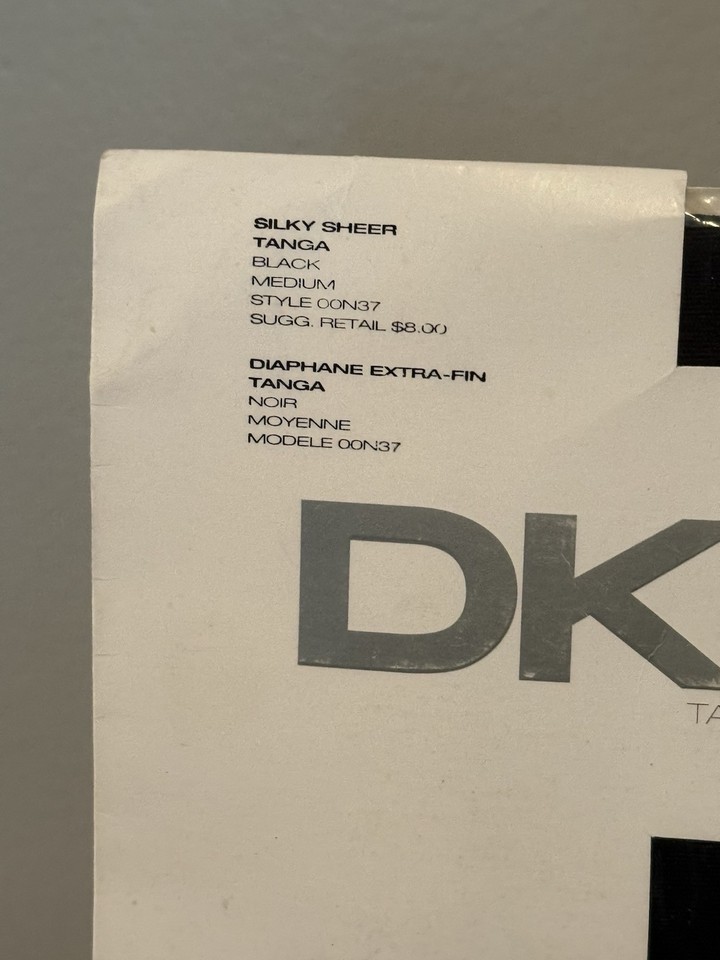 SILKY SHEER
TANGA
BLACK
MEDIUM
STYLE 00N37
SUGG. RETAIL $8.00
DIAPHANE EXTRA-FIN
TANGA
NOIR
MOYENNE
MODELE 00N37
DK
TA